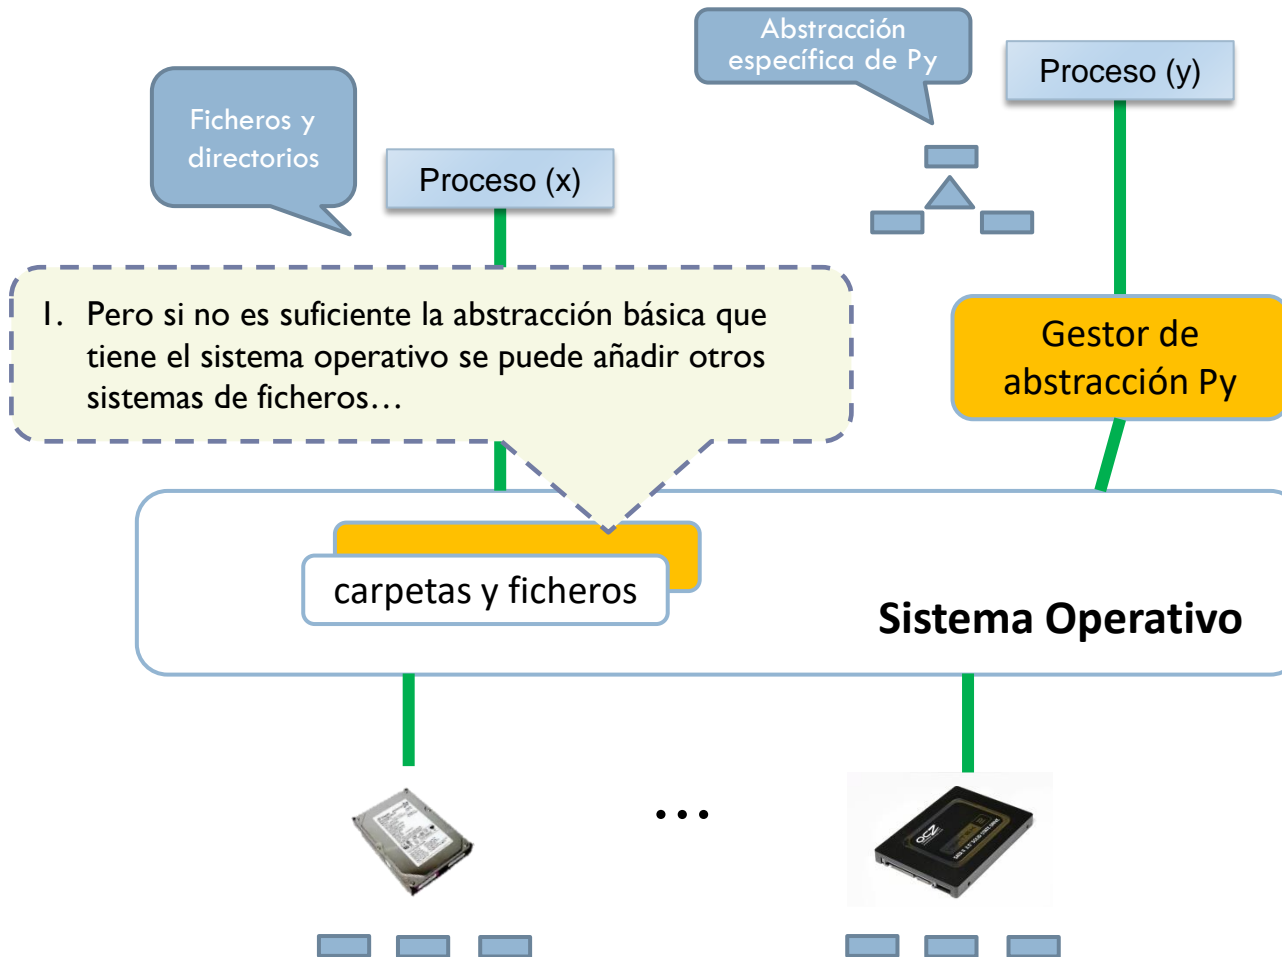 Abstracción
específica de Py
Proceso (y)
Ficheros y
directorios
Proceso (x)
1. Pero si no es suficiente la abstracción básica que
tiene el sistema operativo se puede añadir otros
sistemas de ficheros…
Gestor de
abstracción Py
carpetas y ficheros
Sistema Operativo
…
OCZ